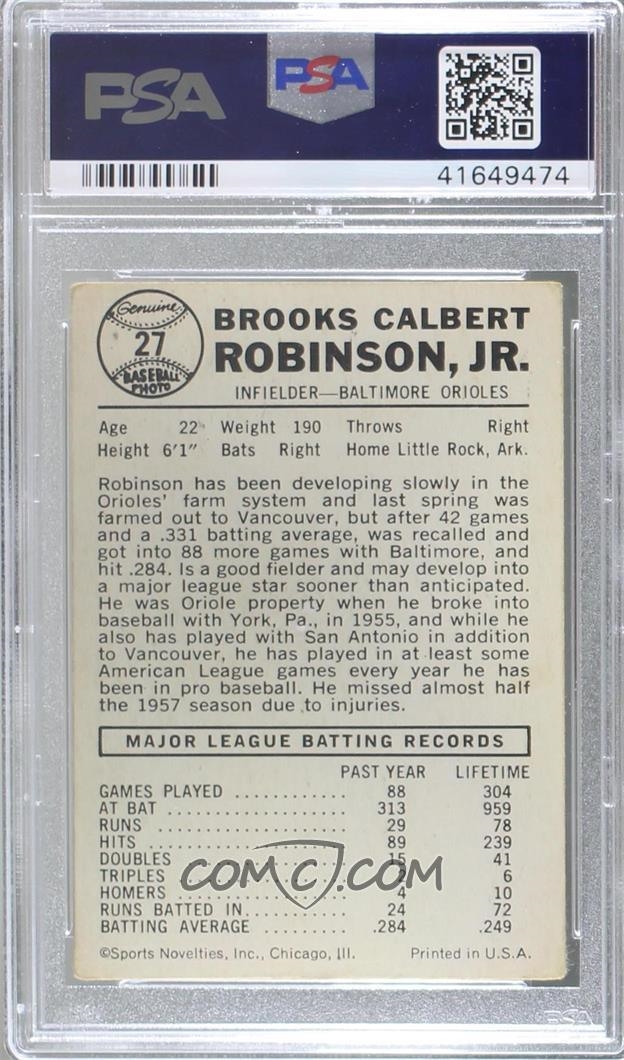 PSA PSA
41649474
Genuine
27
BASEBALL
PHOTO
BROOKS CALBERT
ROBINSON, JR.
INFIELDER—BALTIMORE ORIOLES
Age 22 Weight 190 Throws Right
Height 6'1" Bats Right Home Little Rock, Ark.
Robinson has been developing slowly in the
Orioles' farm system and last spring was
farmed out to Vancouver, but after 42 games
and a .331 batting average, was recalled and
got into 88 more games with Baltimore, and
hit .284. Is a good fielder and may develop into
a major league star sooner than anticipated.
He was Oriole property when he broke into
baseball with York, Pa., in 1955, and while he
also has played with San Antonio in addition
to Vancouver, he has played in at least some
American League games every year he has
been in pro baseball. He missed almost half
the 1957 season due to injuries.
MAJOR LEAGUE BATTING RECORDS
PAST YEAR LIFETIME
GAMES PLAYED ............ 88 304
AT BAT ................... 313 959
RUNS .................... 29 78
HITS ..................... 89 239
DOUBLES ................. 15 41
TRIPLES .................. 2 6
HOMERS .................. 4 10
RUNS BATTED IN........... 24 72
BATTING AVERAGE ......... .284 .249
COMC.COM
©Sports Novelties, Inc., Chicago, Ill. Printed in U.S.A.
PSA